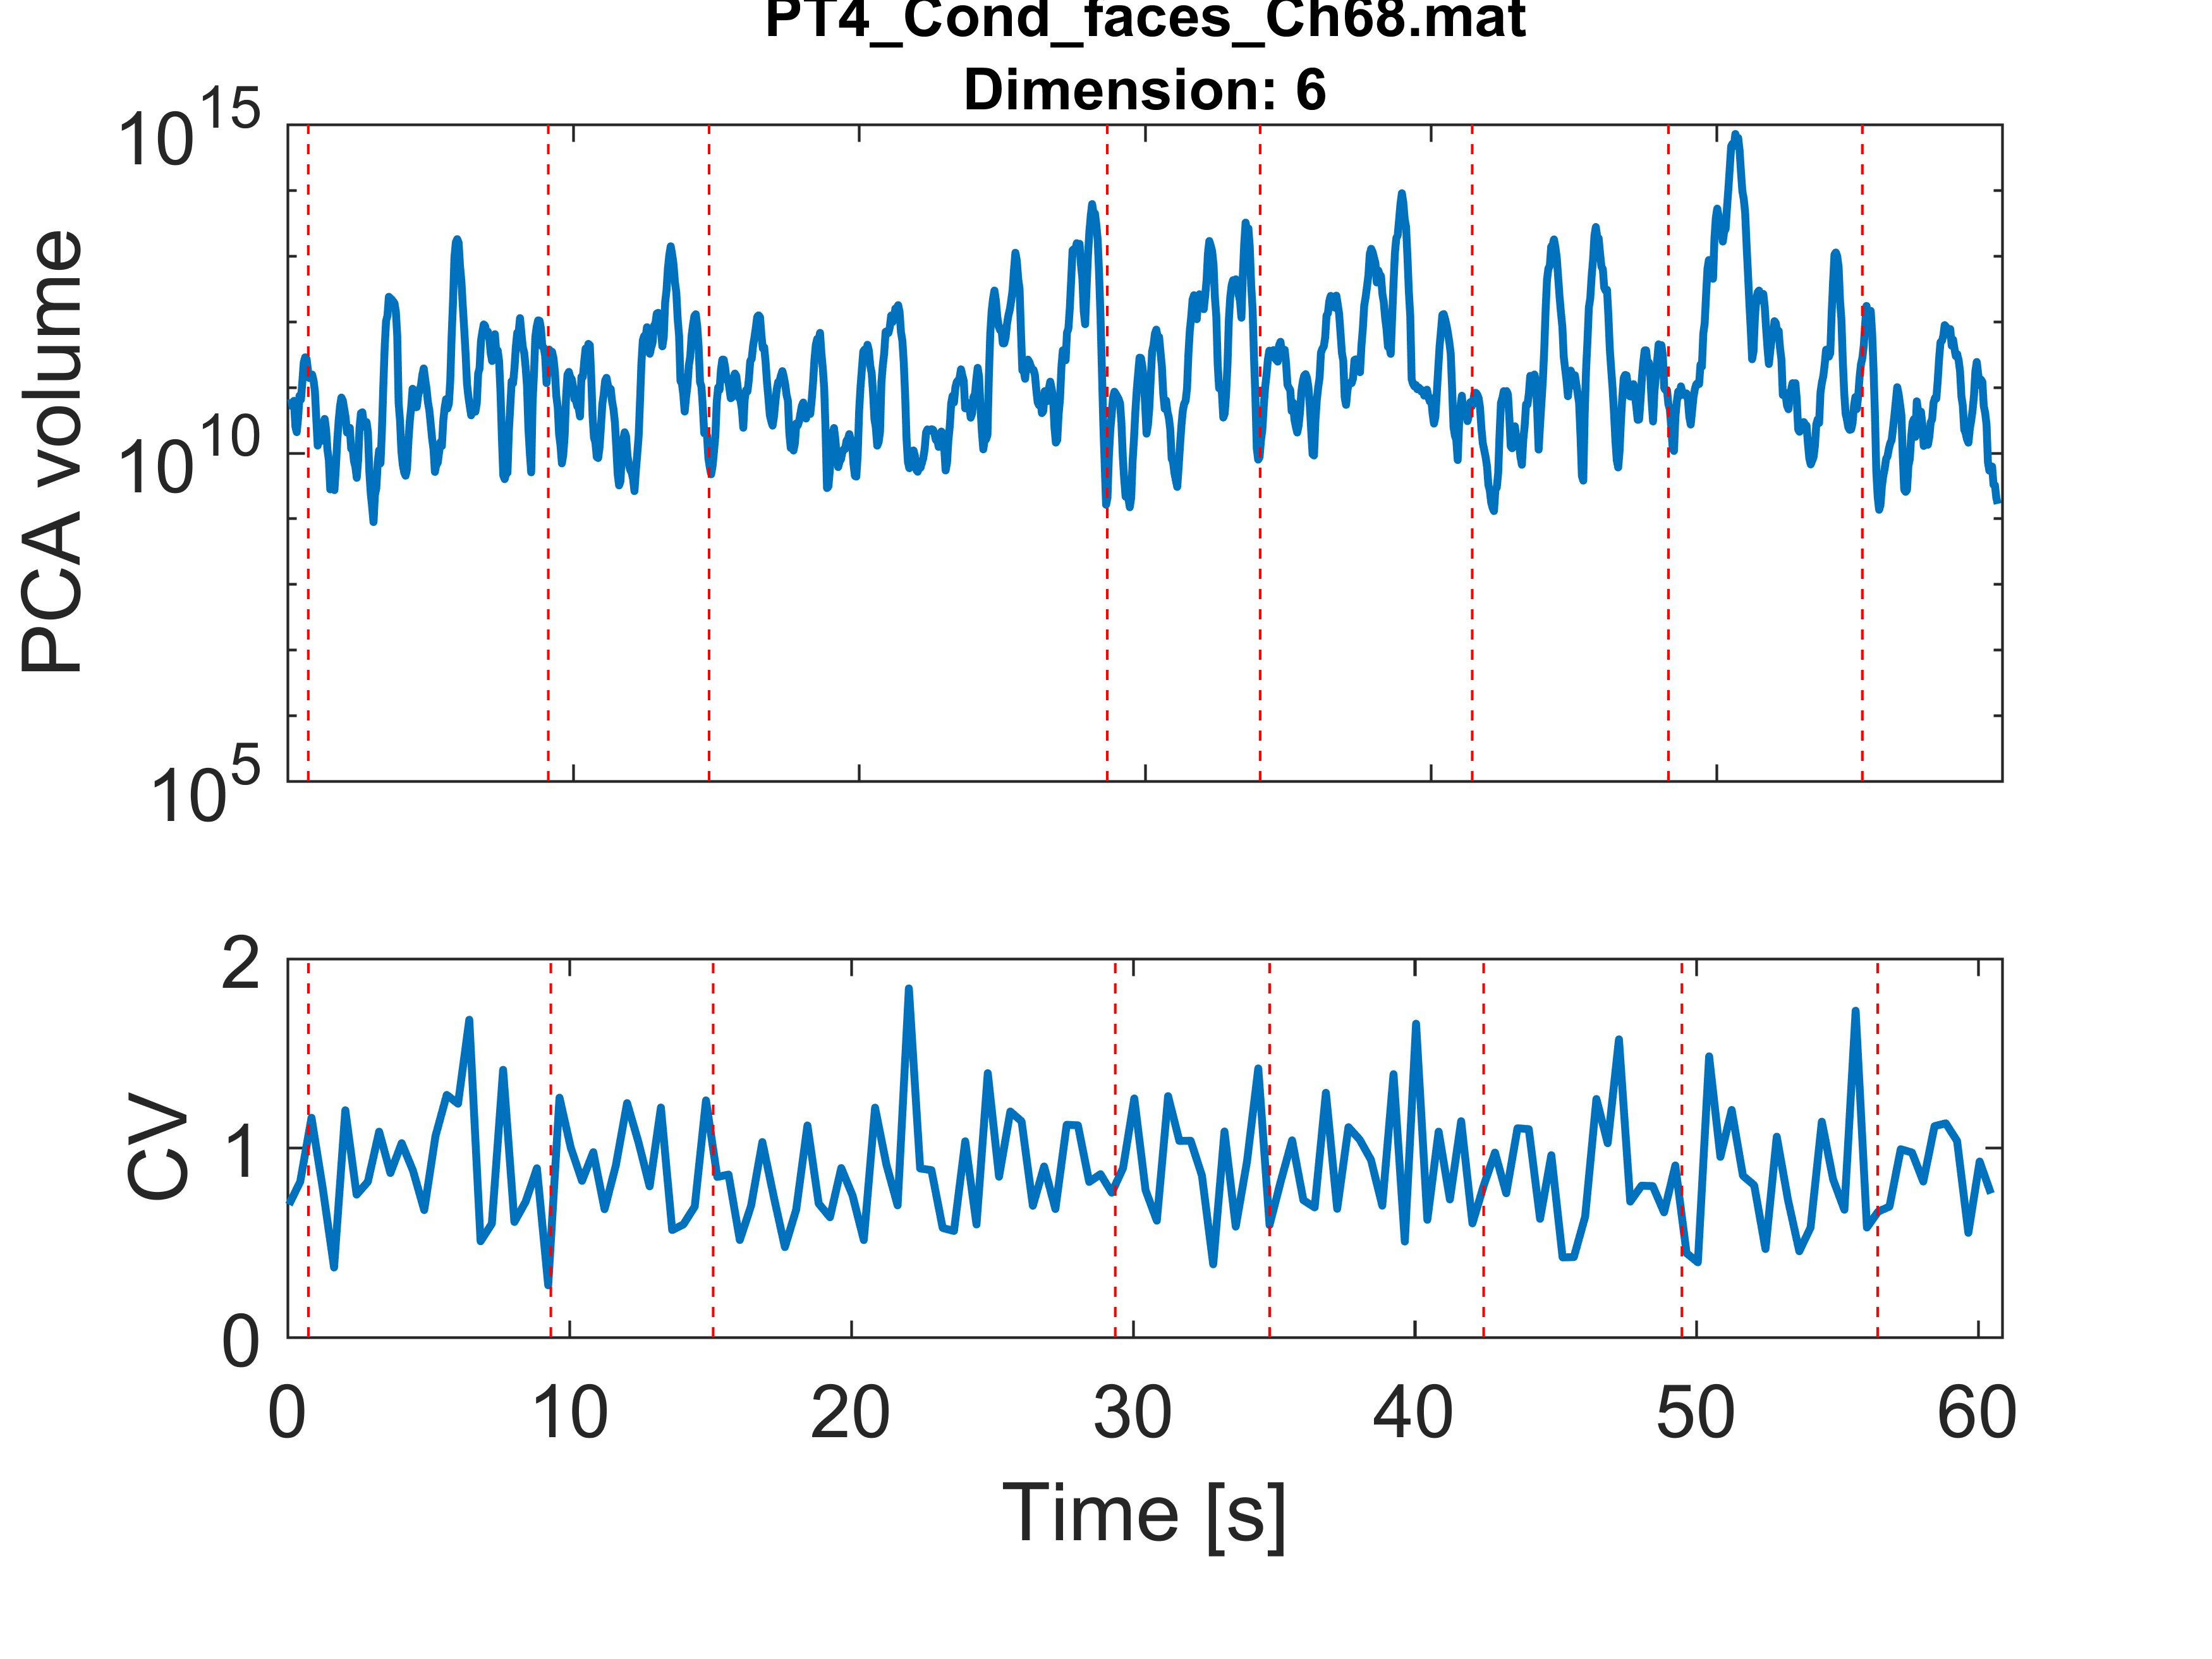 PT4_Cond_faces_Ch68.mat
Dimension: 6
10^15
10^10
10^5
PCA volume
2
1
0
CV
0 10 20 30 40 50 60
Time [s]